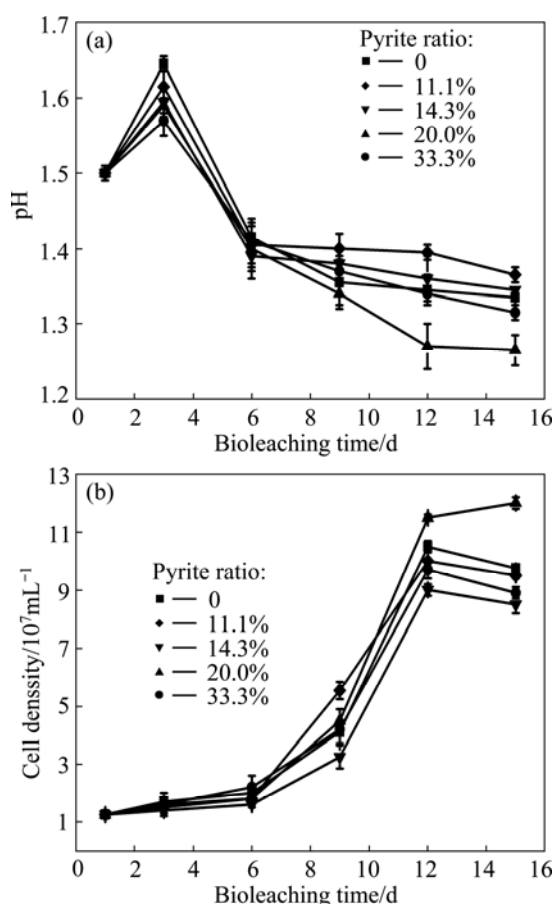 (a)
Pyrite ratio:
0
11.1%
14.3%
20.0%
33.3%
1.7
1.6
1.5
1.4
1.3
1.2
pH
0 2 4 6 8 10 12 14 16
Bioleaching time/d
(b)
Pyrite ratio:
0
11.1%
14.3%
20.0%
33.3%
13
11
9
7
5
3
1
Cell denssity/10⁷mL⁻¹
0 2 4 6 8 10 12 14 16
Bioleaching time/d